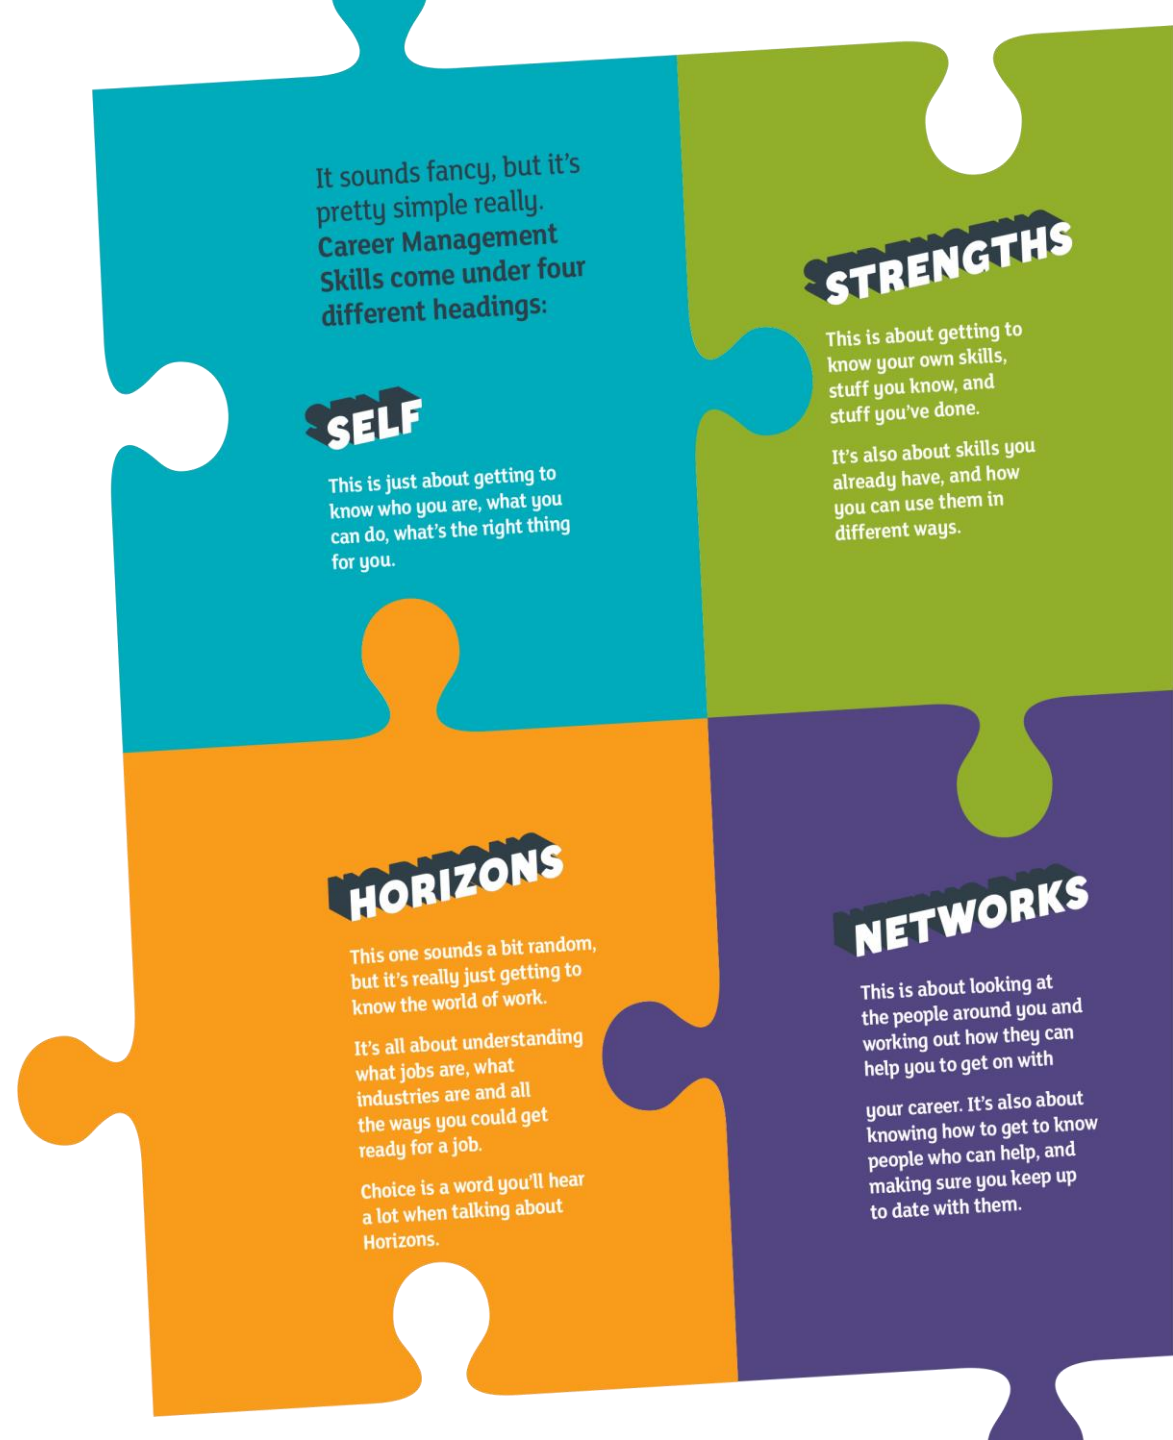 It sounds fancy, but it's
pretty simple really.
Career Management
Skills come under four
different headings:
SELF
This is just about getting to
know who you are, what you
can do, what's the right thing
for you.
STRENGTHS
This is about getting to
know your own skills,
stuff you know, and
stuff you've done.
It's also about skills you
already have, and how
you can use them in
different ways.
HORIZONS
This one sounds a bit random,
but it's really just getting to
know the world of work.
It's all about understanding
what jobs are, what
industries are and all
the ways you could get
ready for a job.
Choice is a word you'll hear
a lot when talking about
Horizons.
NETWORKS
This is about looking at
the people around you and
working out how they can
help you to get on with
your career. It's also about
knowing how to get to know
people who can help, and
making sure you keep up
to date with them.